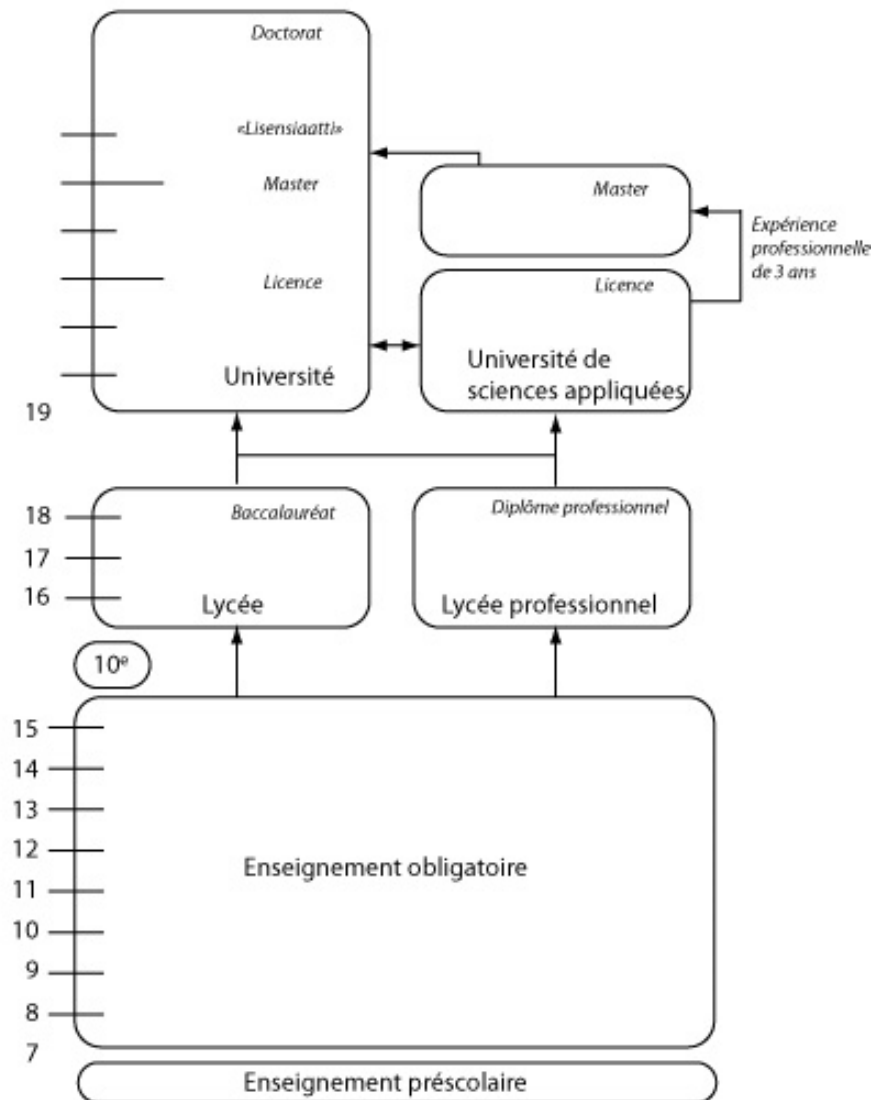 Doctorat
«Lisensiaatti»
Master
Master
Expérience
professionnelle
de 3 ans
Licence
Licence
Université
Université de
sciences appliquées
19
18
Baccalauréat
Diplôme professionnel
17
16
Lycée
Lycée professionnel
10e
15
14
13
12
Enseignement obligatoire
11
10
9
8
7
Enseignement préscolaire